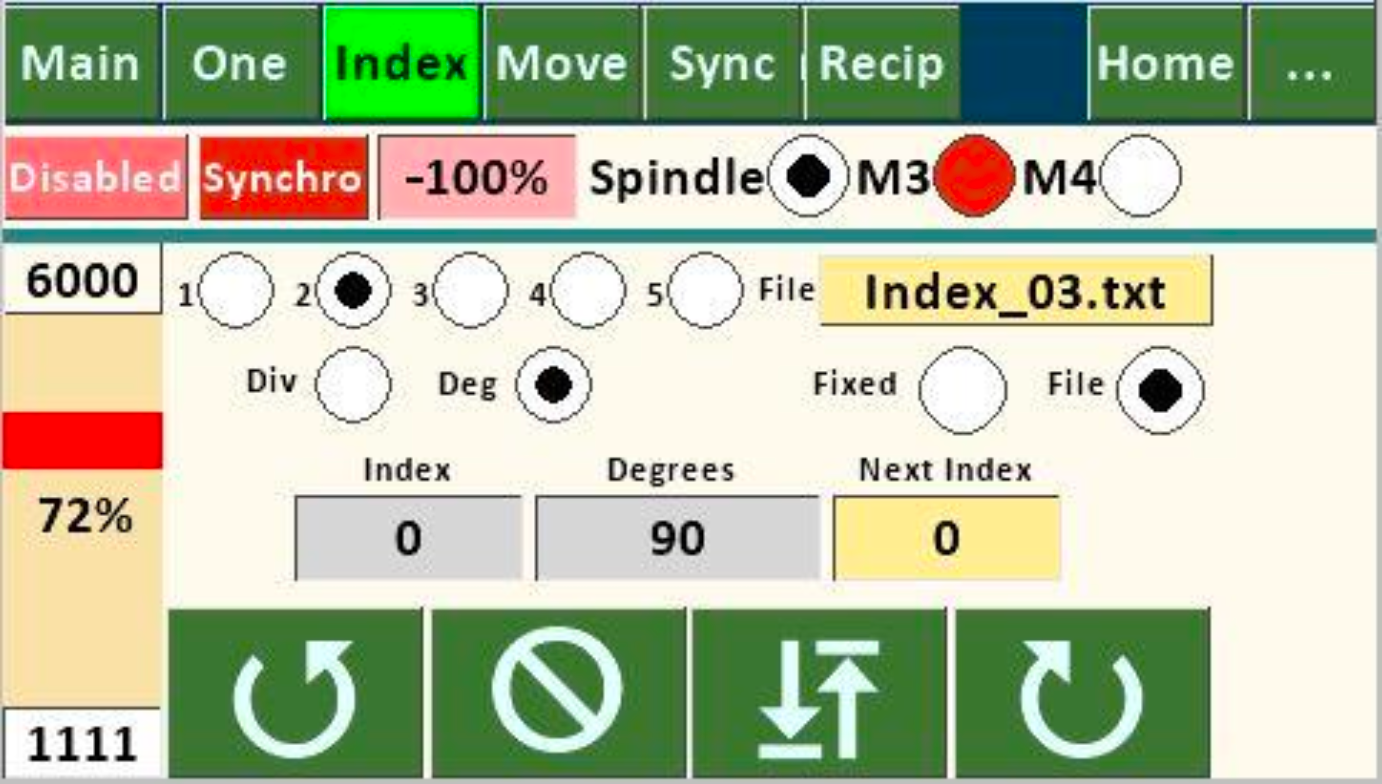 Main One Index Move Sync Recip Home ...
Disabled Synchro -100% Spindle M3 M4
6000 1 2 3 4 5 File Index_03.txt
Div Deg Fixed File
Index Degrees Next Index
72% 0 90 0
1111